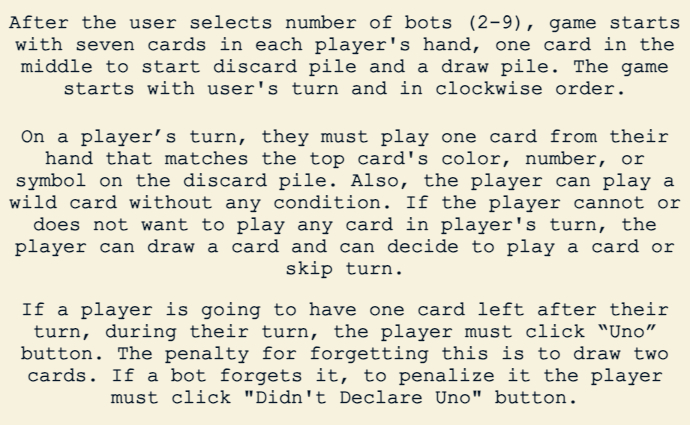 After the user selects number of bots (2-9), game starts
with seven cards in each player's hand, one card in the
middle to start discard pile and a draw pile. The game
starts with user's turn and in clockwise order.
On a player’s turn, they must play one card from their
hand that matches the top card's color, number, or
symbol on the discard pile. Also, the player can play a
wild card without any condition. If the player cannot or
does not want to play any card in player's turn, the
player can draw a card and can decide to play a card or
skip turn.
If a player is going to have one card left after their
turn, during their turn, the player must click “Uno”
button. The penalty for forgetting this is to draw two
cards. If a bot forgets it, to penalize it the player
must click "Didn't Declare Uno" button.